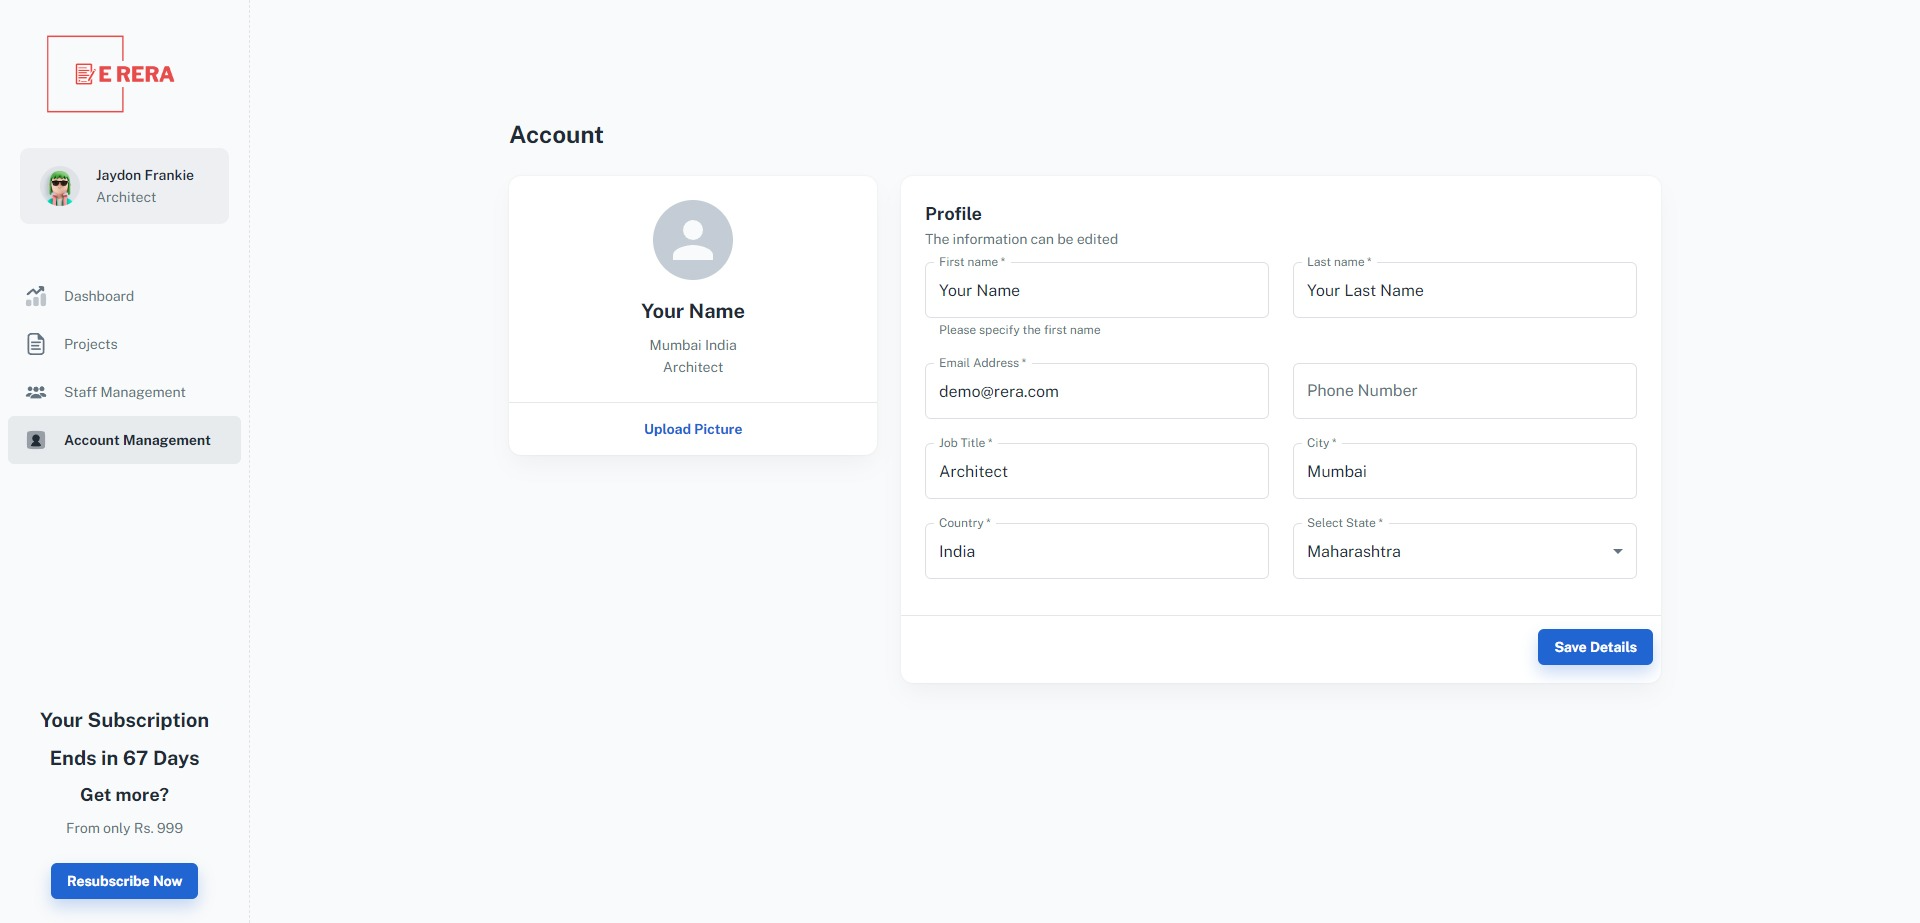 E RERA
Jaydon Frankie
Architect
Dashboard
Projects
Staff Management
Account Management
Your Subscription
Ends in 67 Days
Get more?
From only Rs. 999
Resubscribe Now
Account
Your Name
Mumbai India
Architect
Upload Picture
Profile
The information can be edited
First name *
Your Name
Please specify the first name
Last name *
Your Last Name
Email Address *
demo@rera.com
Phone Number
Job Title *
Architect
City *
Mumbai
Country *
India
Select State *
Maharashtra
Save Details